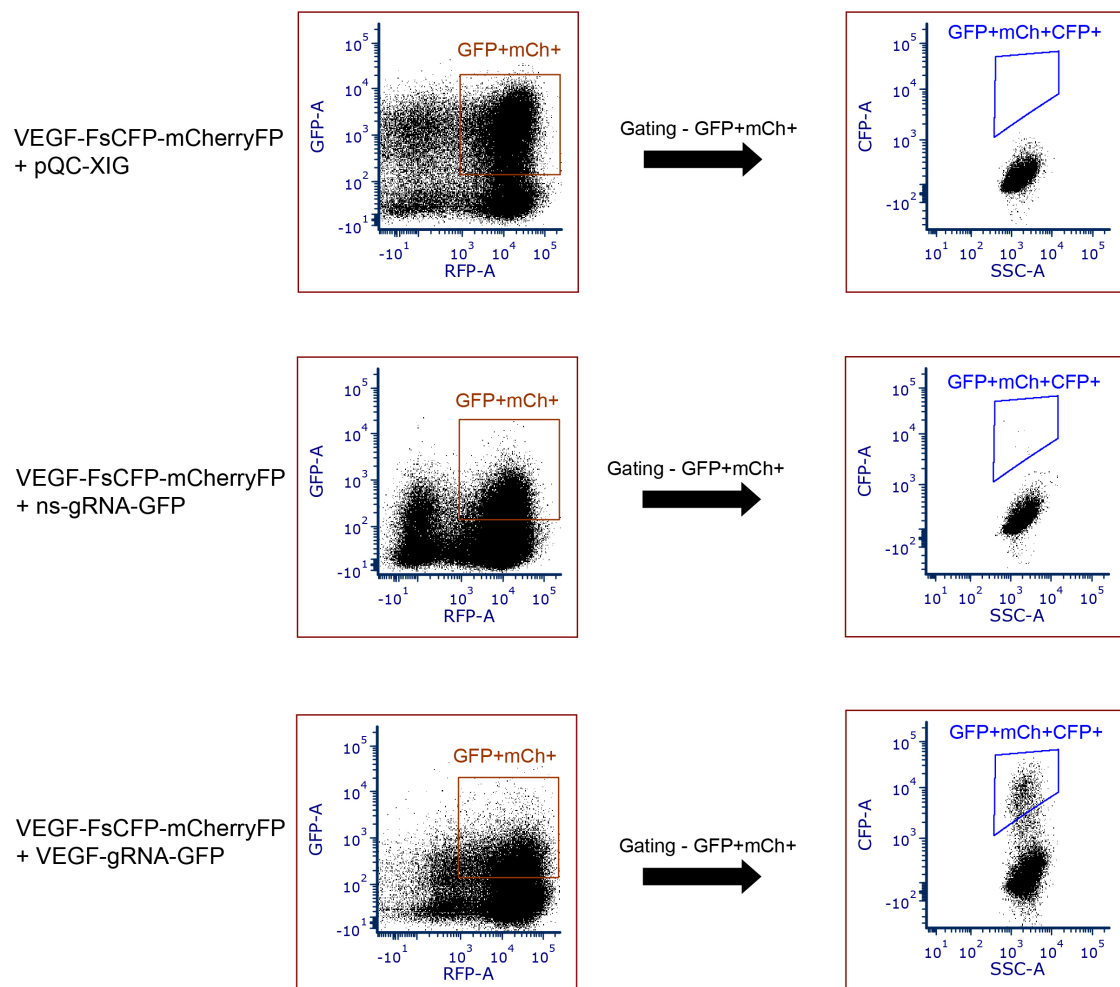 GFP+mCh+
10^5
10^4
10^3
10^2
-10^1
GFP-A
-10^1 10^3 10^4 10^5
RFP-A
VEGF-FsCFP-mCherryFP
+ pQC-XIG
Gating - GFP+mCh+
GFP+mCh+CFP+
10^5
10^4
10^3
-10^2
CFP-A
10^1 10^2 10^3 10^4 10^5
SSC-A
GFP+mCh+
10^5
10^4
10^3
10^2
-10^1
GFP-A
-10^1 10^3 10^4 10^5
RFP-A
VEGF-FsCFP-mCherryFP
+ ns-gRNA-GFP
Gating - GFP+mCh+
GFP+mCh+CFP+
10^5
10^4
10^3
-10^2
CFP-A
10^1 10^2 10^3 10^4 10^5
SSC-A
GFP+mCh+
10^5
10^4
10^3
10^2
-10^1
GFP-A
-10^1 10^3 10^4 10^5
RFP-A
VEGF-FsCFP-mCherryFP
+ VEGF-gRNA-GFP
Gating - GFP+mCh+
GFP+mCh+CFP+
10^5
10^4
10^3
-10^2
CFP-A
10^1 10^2 10^3 10^4 10^5
SSC-A